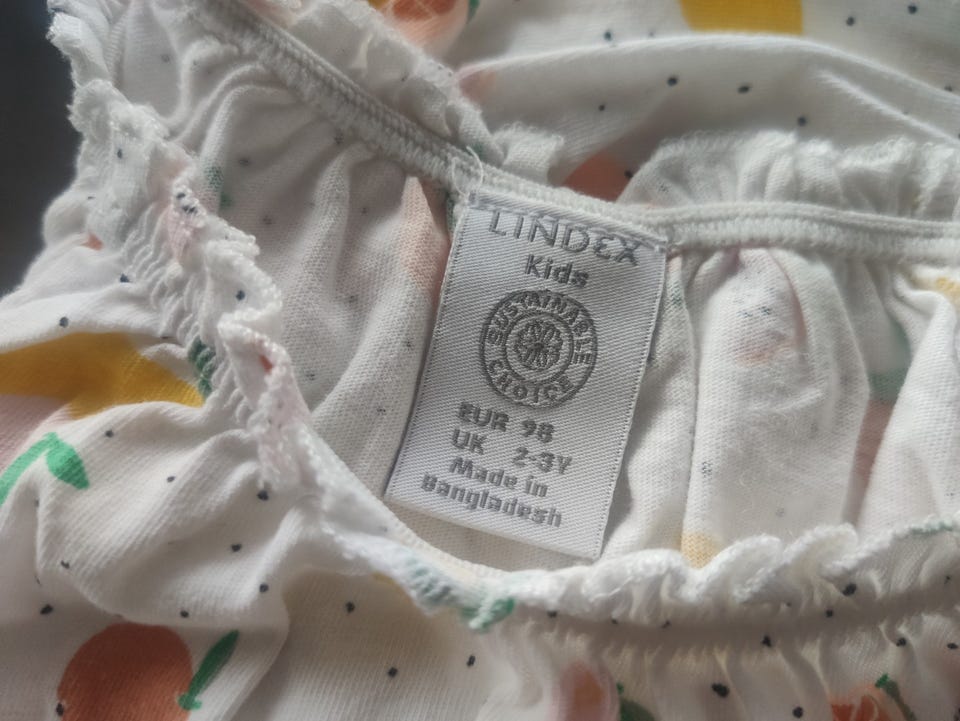 LINDEX
Kids
SUSTAINABLE
CHOICE
EUR 98
UK 2-3Y
Made in
Bangladesh